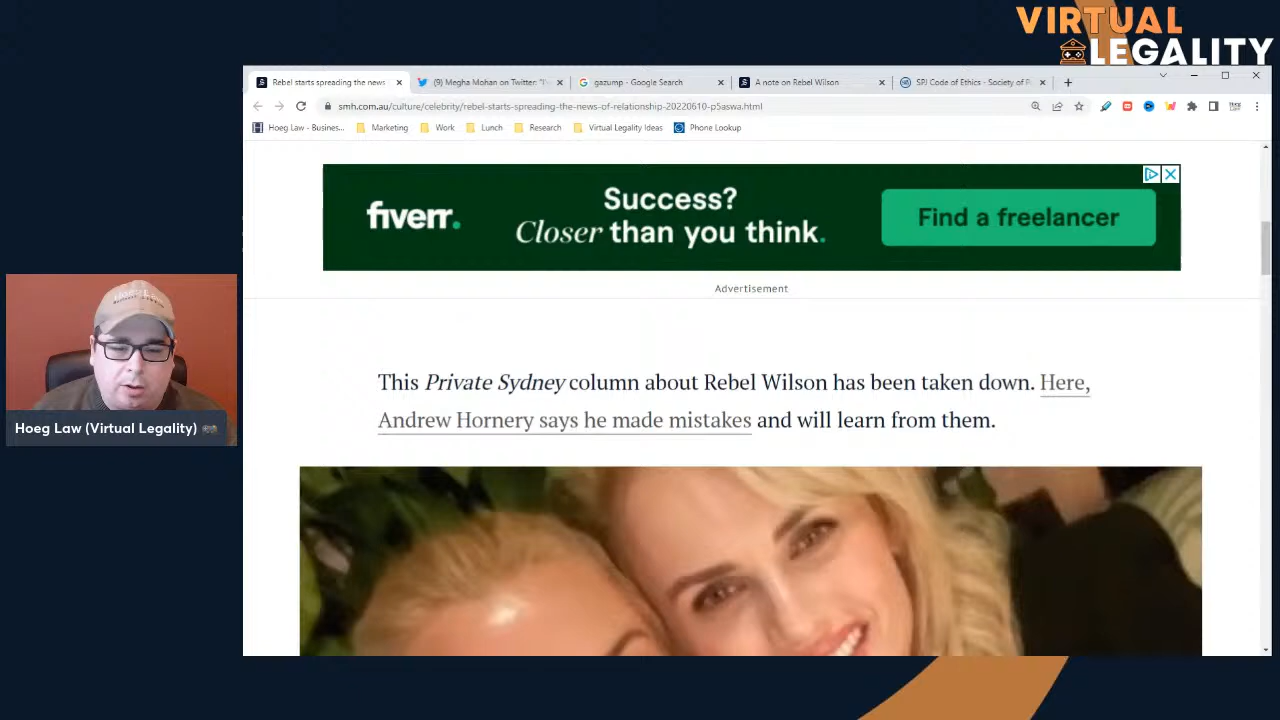 VIRTUAL
LEGALITY
Rebel starts spreading the news
(3) Megha Mohan on Twitter: "I
gazump - Google Search
A note on Rebel Wilson
SPJ Code of Ethics - Society of P
smh.com.au/culture/celebrity/rebel-starts-spreading-the-news-of-relationship-20220610-p5aswa.html
Hoeg Law - Busines...
Marketing
Work
Lunch
Research
Virtual Legality Ideas
Phone Lookup
fiverr.
Success?
Closer than you think.
Find a freelancer
Advertisement
This Private Sydney column about Rebel Wilson has been taken down. Here,
Andrew Hornery says he made mistakes and will learn from them.
Hoeg Law (Virtual Legality)